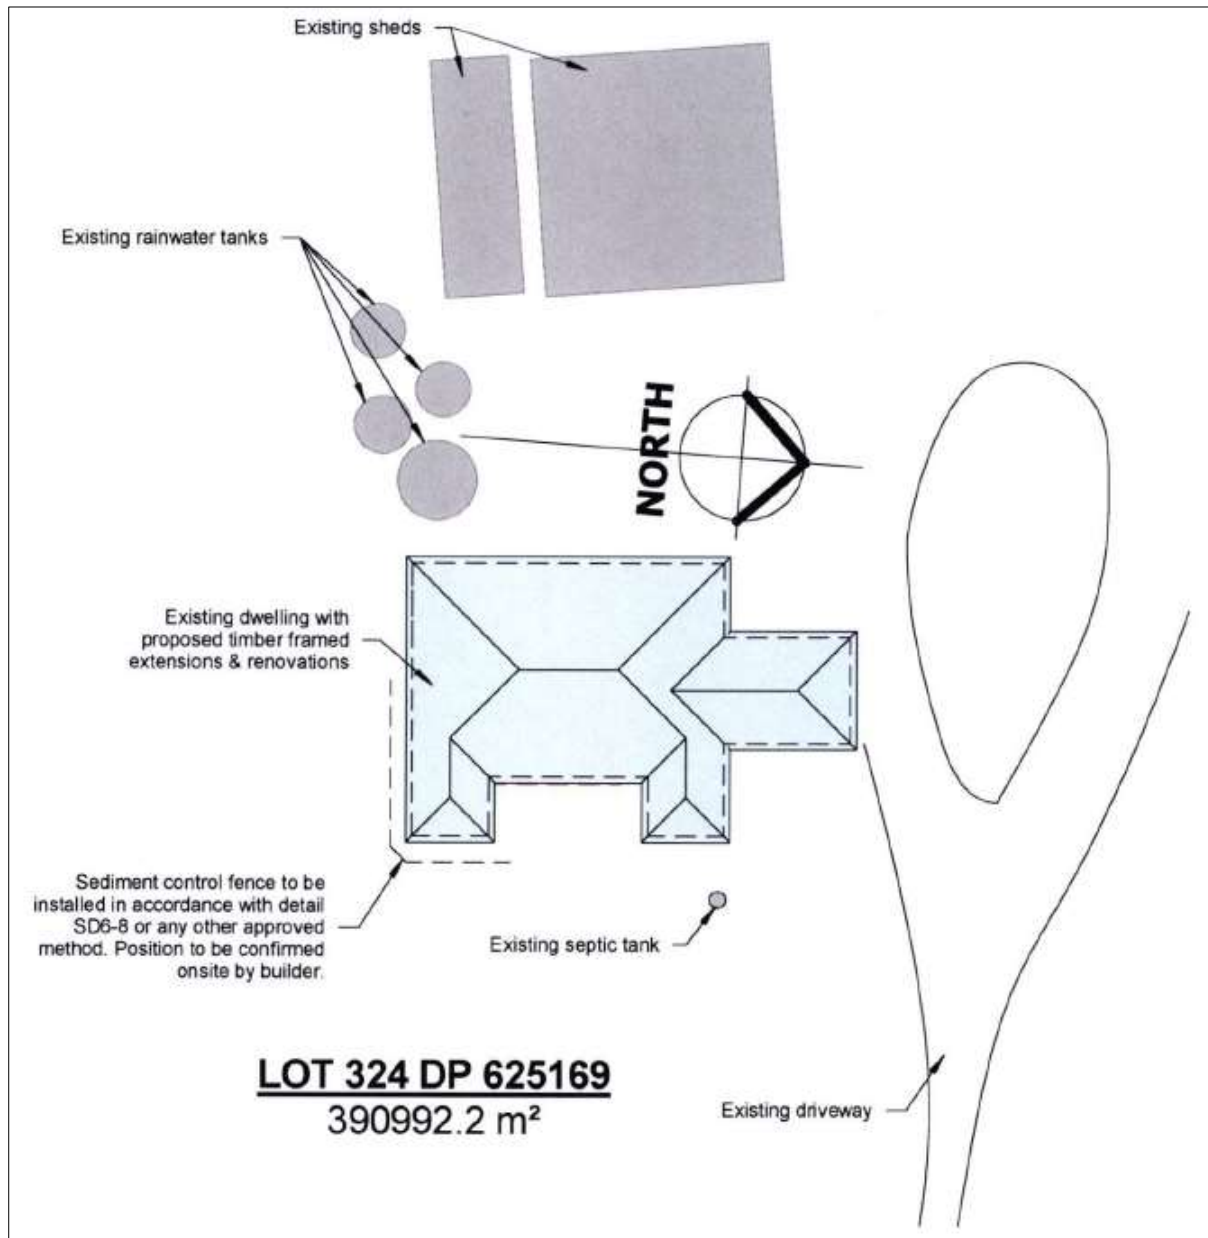 Existing sheds
Existing rainwater tanks
NORTH
Existing dwelling with
proposed timber framed
extensions & renovations
Sediment control fence to be
installed in accordance with detail
SD6-8 or any other approved
method. Position to be confirmed
onsite by builder.
Existing septic tank
LOT 324 DP 625169
390992.2 m²
Existing driveway